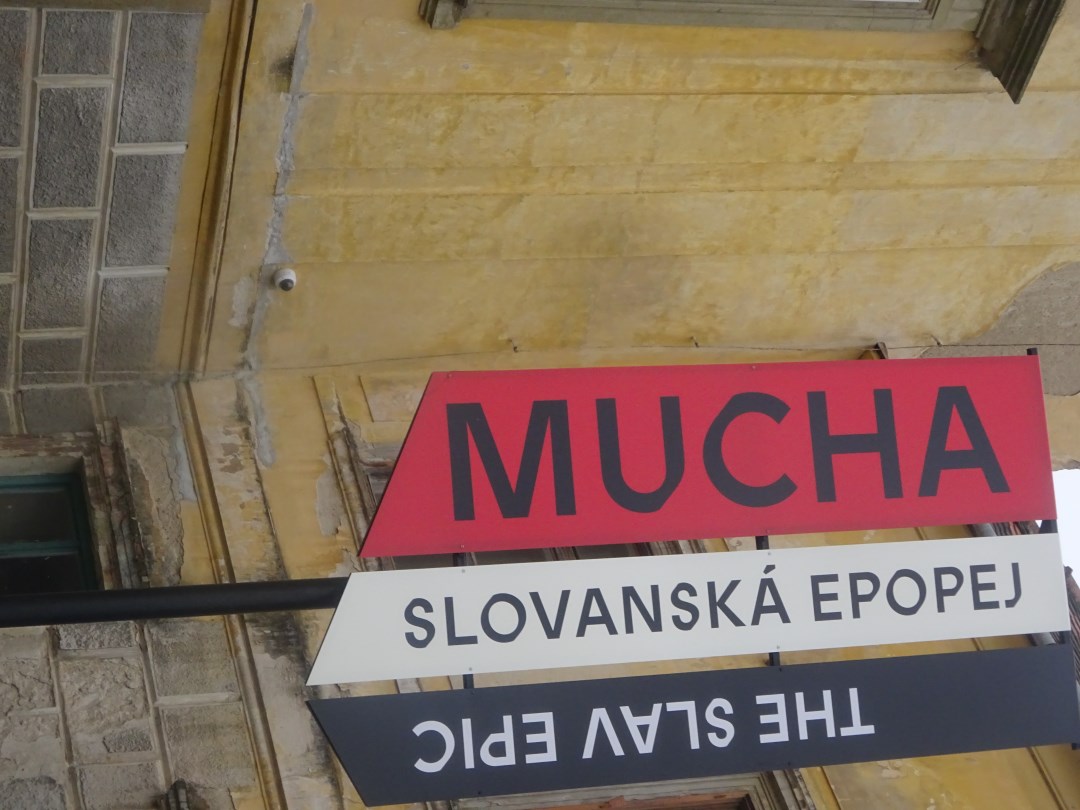 MUCHA
SLOVANSKÁ EPOPEJ
THE SLAV EPIC